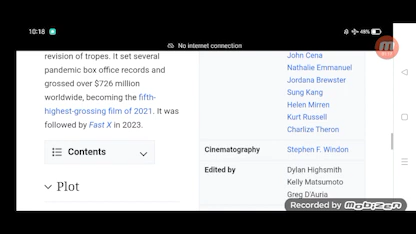 10:18
48%
No internet connection
revision of tropes. It set several
pandemic box office records and
grossed over $726 million
worldwide, becoming the fifth-
highest-grossing film of 2021. It was
followed by Fast X in 2023.
Contents
Plot
John Cena
Nathalie Emmanuel
Jordana Brewster
Sung Kang
Helen Mirren
Kurt Russell
Charlize Theron
Cinematography Stephen F. Windon
Edited by Dylan Highsmith
Kelly Matsumoto
Greg D'Auria
Recorded by mobizen